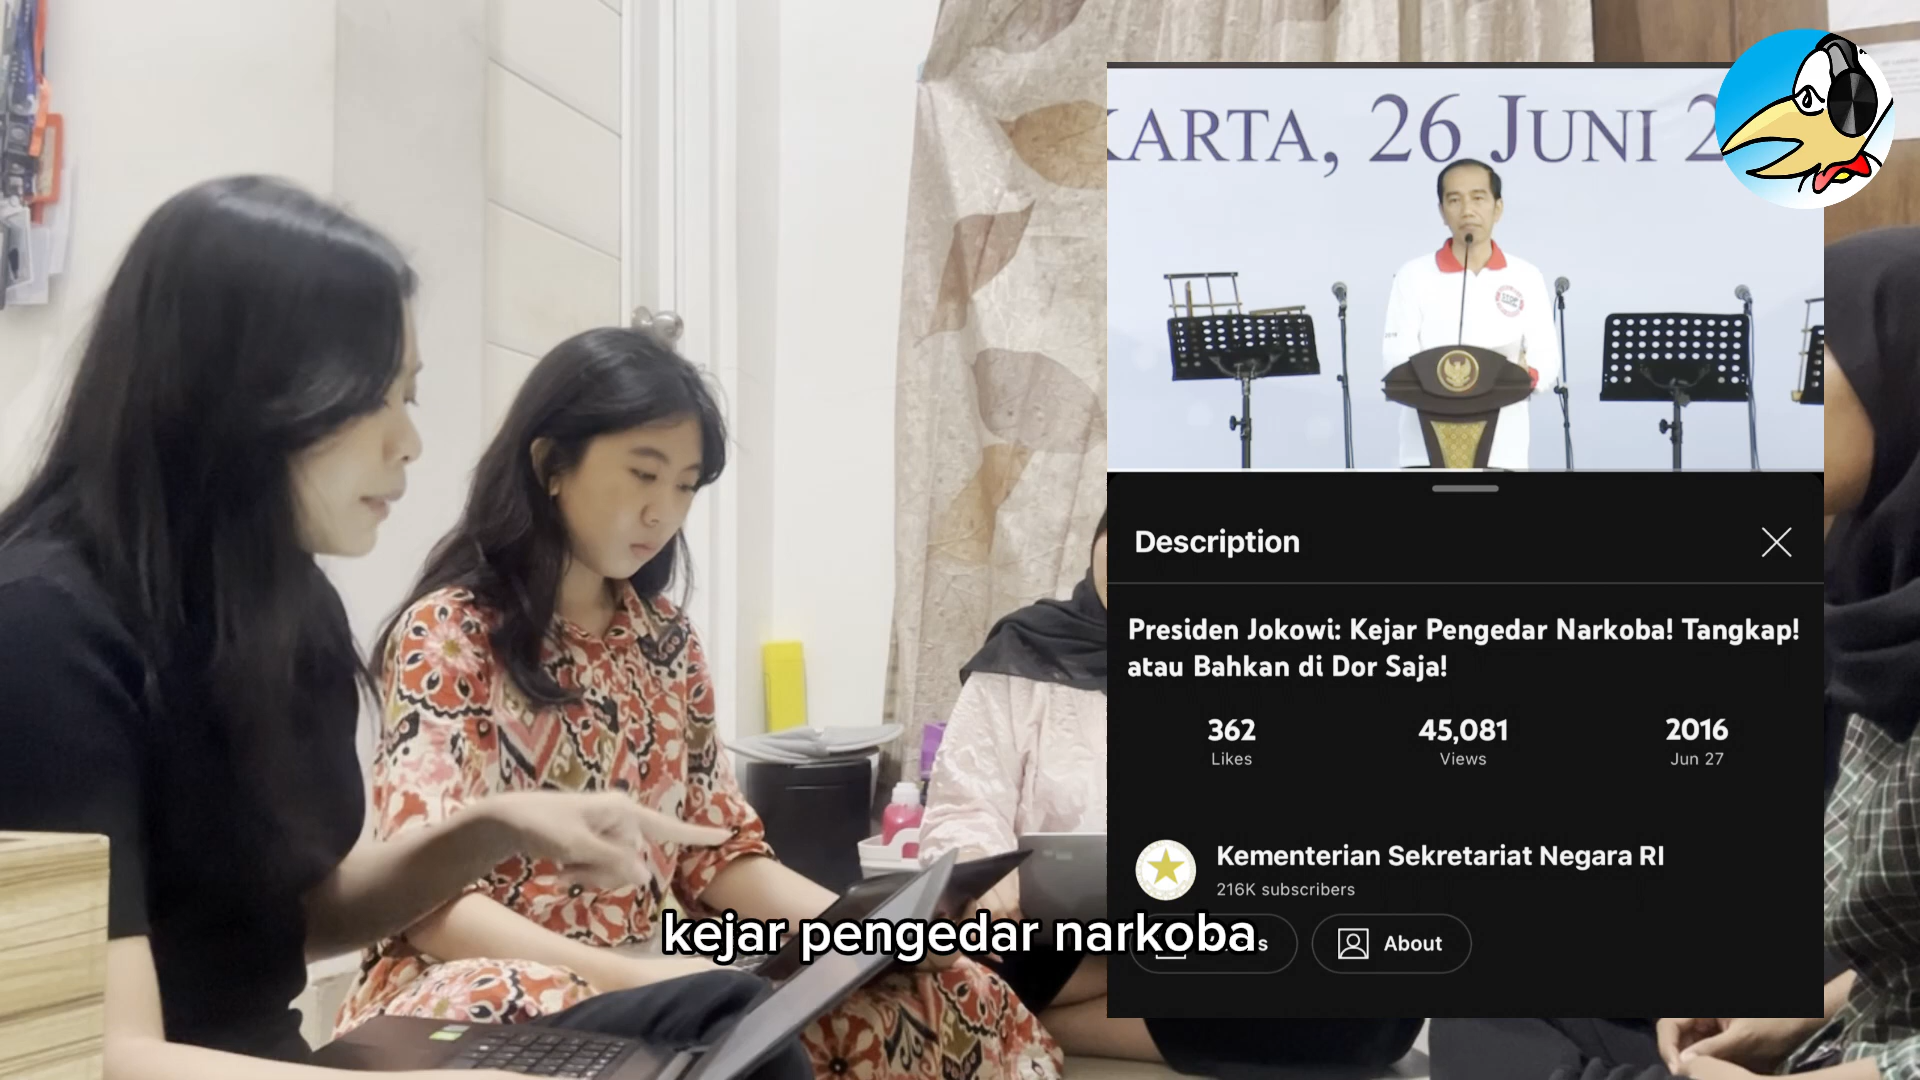 KARTA, 26 JUNI 2
STOP
Description
Presiden Jokowi: Kejar Pengedar Narkoba! Tangkap!
atau Bahkan di Dor Saja!
362
Likes
45,081
Views
2016
Jun 27
Kementerian Sekretariat Negara RI
216K subscribers
About
kejar pengedar narkoba